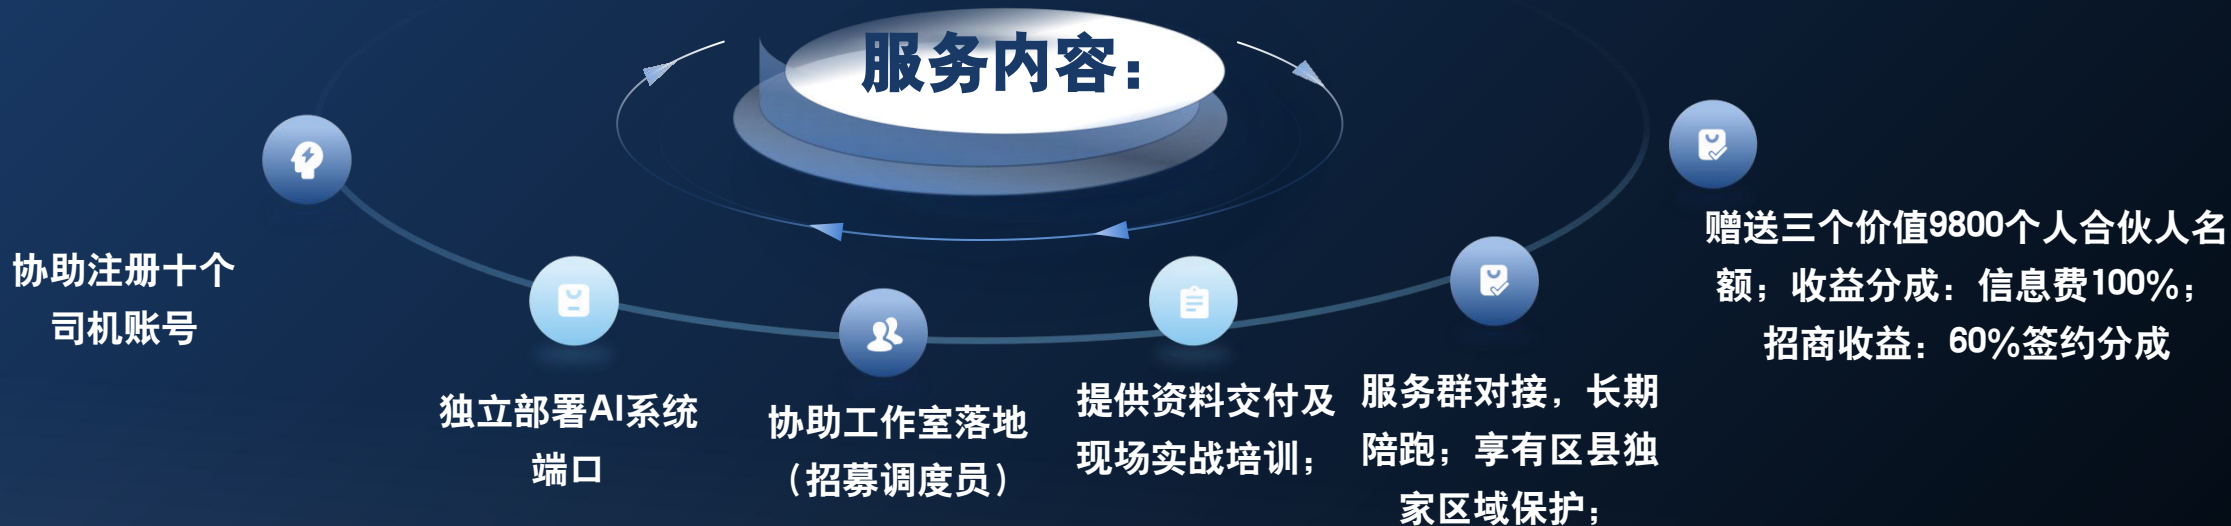 服务内容：
协助注册十个
司机账号
独立部署AI系统
端口
协助工作室落地
（招募调度员）
提供资料交付及
现场实战培训；
服务群对接，长期
陪跑；享有区县独
家区域保护；
赠送三个价值9800个人合伙人名
额；收益分成：信息费100%；
招商收益：60%签约分成